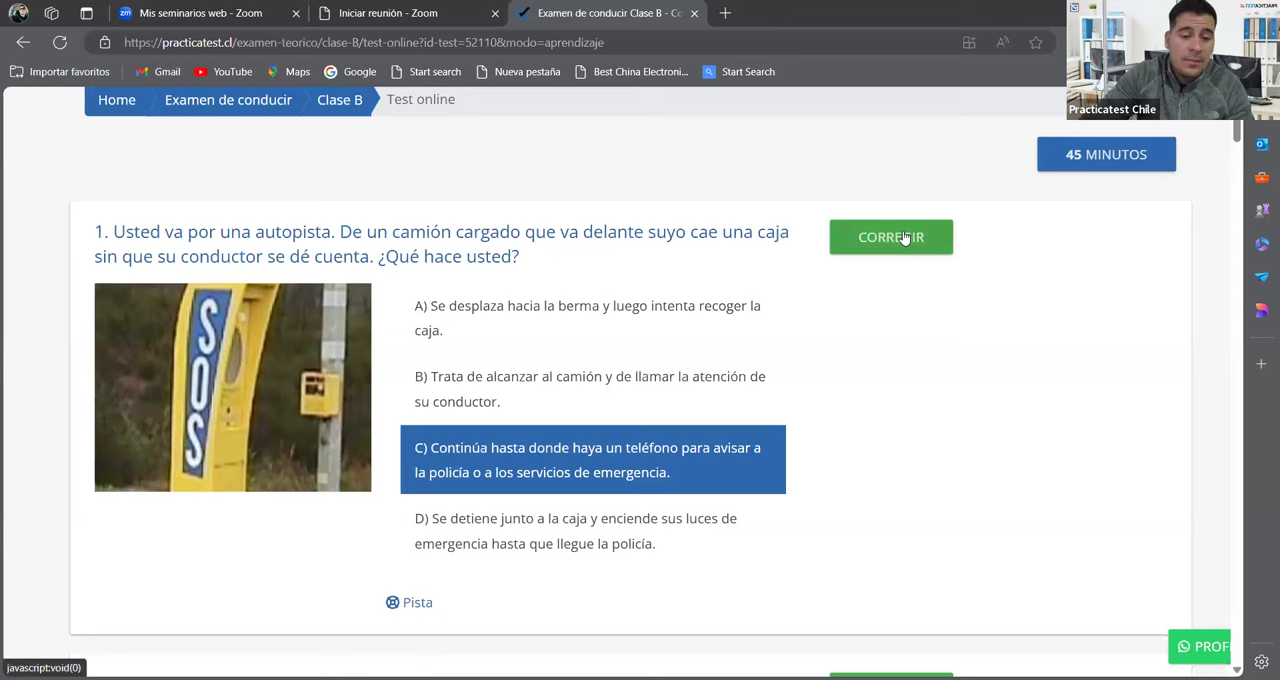 Mis seminarios web - Zoom
Iniciar reunión - Zoom
Examen de conducir Clase B - Co
https://practicatest.cl/examen-teorico/clase-B/test-online?id-test=52110&modo=aprendizaje
Importar favoritos
Gmail
YouTube
Maps
Google
Start search
Nueva pestaña
Best China Electroni...
Start Search
Practicatest Chile
Home
Examen de conducir
Clase B
Test online
45 MINUTOS
1. Usted va por una autopista. De un camión cargado que va delante suyo cae una caja
sin que su conductor se dé cuenta. ¿Qué hace usted?
CORREGIR
SOS
A) Se desplaza hacia la berma y luego intenta recoger la
caja.
B) Trata de alcanzar al camión y de llamar la atención de
su conductor.
C) Continúa hasta donde haya un teléfono para avisar a
la policía o a los servicios de emergencia.
D) Se detiene junto a la caja y enciende sus luces de
emergencia hasta que llegue la policía.
Pista
PROF
javascript:void(0)